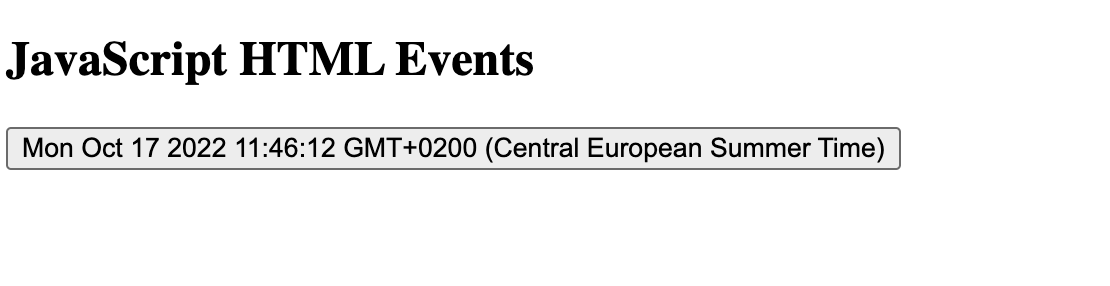 JavaScript HTML Events
Mon Oct 17 2022 11:46:12 GMT+0200 (Central European Summer Time)